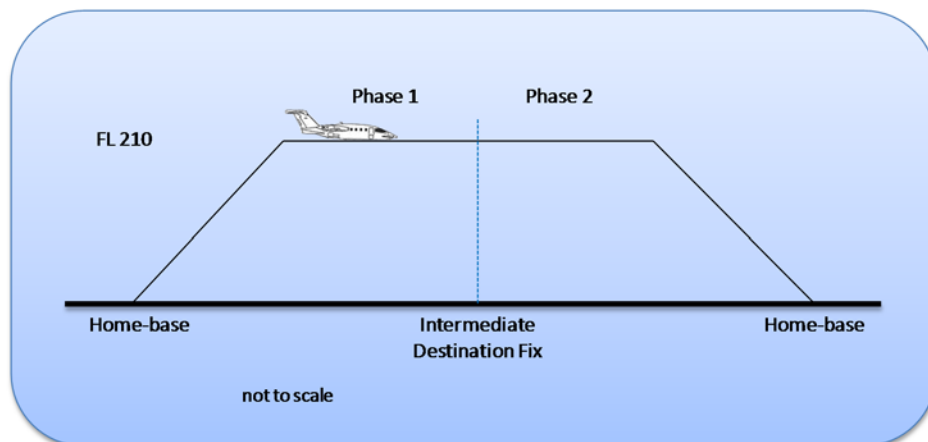 Phase 1
Phase 2
FL 210
Home-base
Intermediate
Destination Fix
Home-base
not to scale